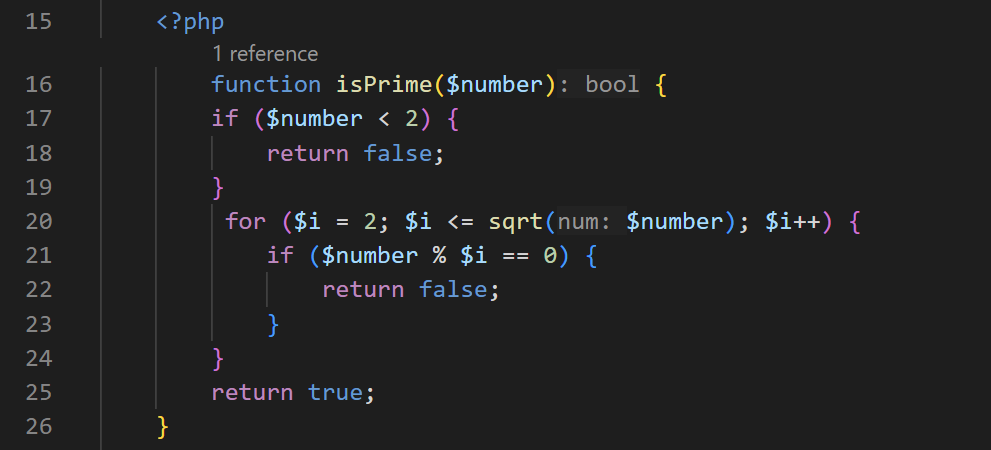 15 <?php
1 reference
16 function isPrime($number): bool {
17 if ($number < 2) {
18 return false;
19 }
20 for ($i = 2; $i <= sqrt(num: $number); $i++) {
21 if ($number % $i == 0) {
22 return false;
23 }
24 }
25 return true;
26 }